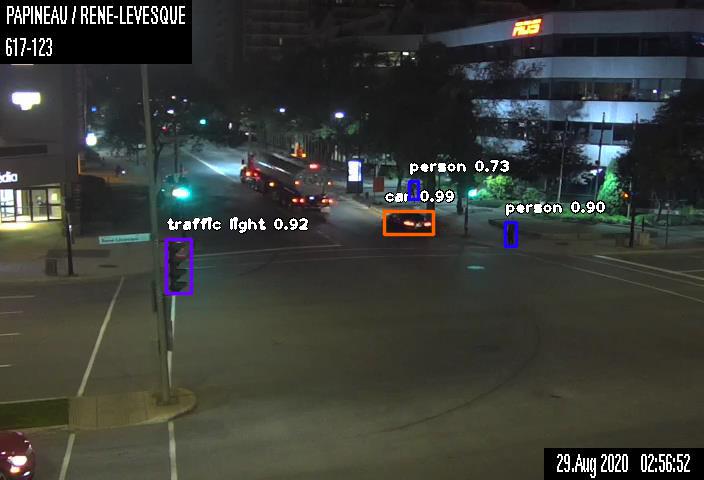 PAPINEAU / RENE-LEVESQUE
617-123
person 0.73
car 0.99
person 0.90
traffic light 0.92
29.Aug 2020 02:56:52